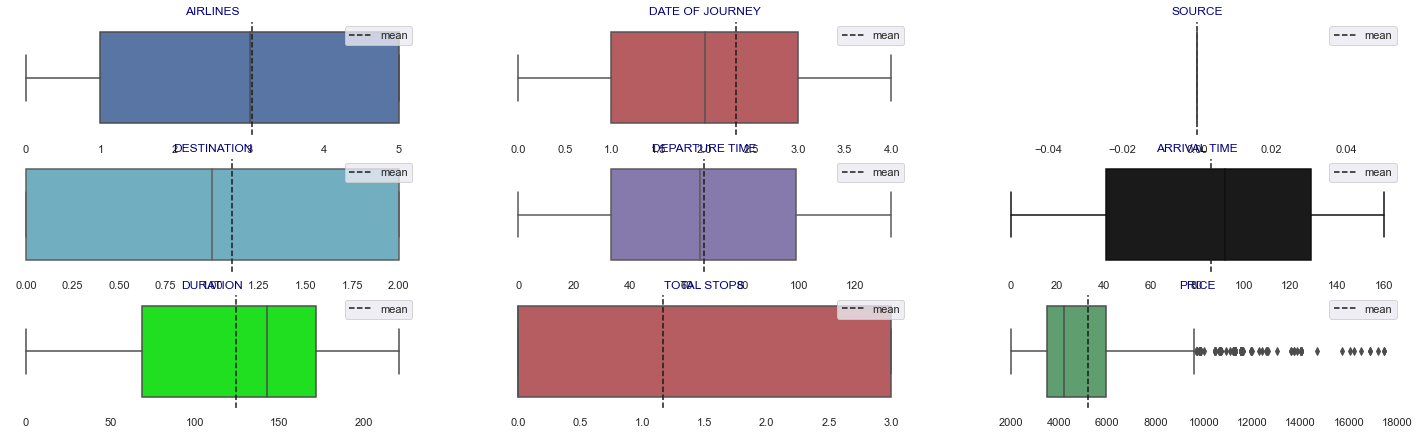 AIRLINES
mean
0 1 2 3 4 5
DATE OF JOURNEY
mean
0.0 0.5 1.0 1.5 2.0 2.5 3.0 3.5 4.0
SOURCE
mean
−0.04 −0.02 0.00 0.02 0.04
DESTINATION
mean
0.00 0.25 0.50 0.75 1.00 1.25 1.50 1.75 2.00
DEPARTURE TIME
mean
0 20 40 60 80 100 120
ARRIVAL TIME
mean
0 20 40 60 80 100 120 140 160
DURATION
mean
0 50 100 150 200
TOTAL STOPS
mean
0.0 0.5 1.0 1.5 2.0 2.5 3.0
PRICE
mean
2000 4000 6000 8000 10000 12000 14000 16000 18000